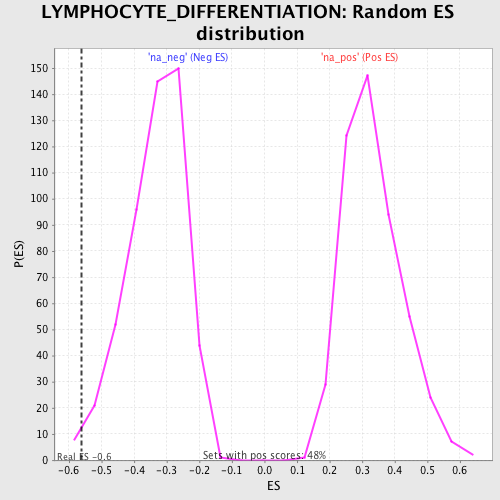 LYMPHOCYTE_DIFFERENTIATION: Random ES
distribution
'na_neg' (Neg ES)
'na_pos' (Pos ES)
150
140
130
120
110
100
90
80
70
60
50
40
30
20
10
0
P(ES)
Real ES -0.6
Sets with pos scores: 48%
-0.6 -0.5 -0.4 -0.3 -0.2 -0.1 0.0 0.1 0.2 0.3 0.4 0.5 0.6
ES